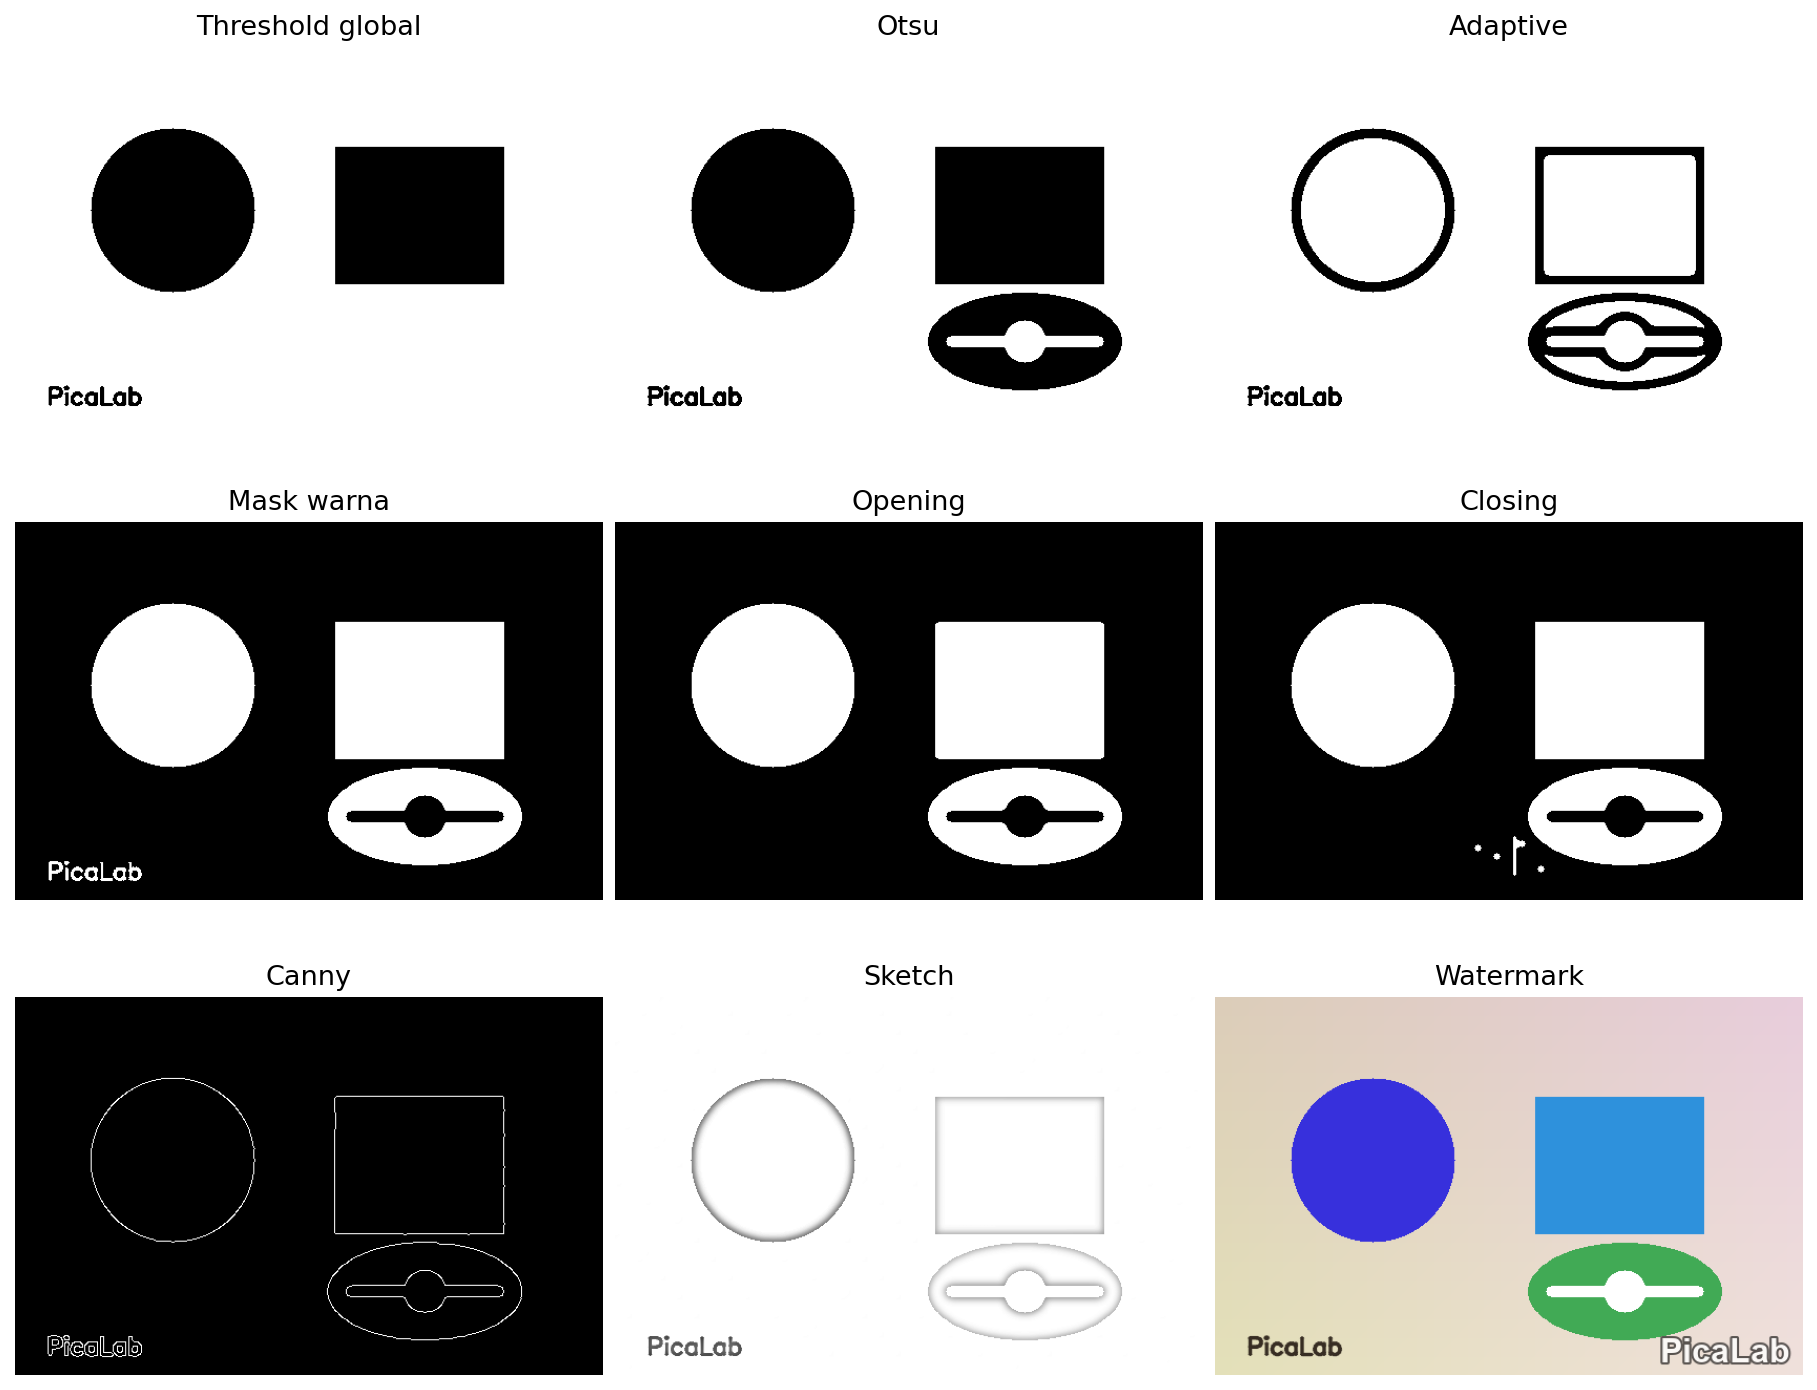 Threshold global
Otsu
Adaptive
PicaLab
PicaLab
PicaLab
Mask warna
Opening
Closing
PicaLab
Canny
Sketch
Watermark
PicaLab
PicaLab
PicaLab
PicaLab